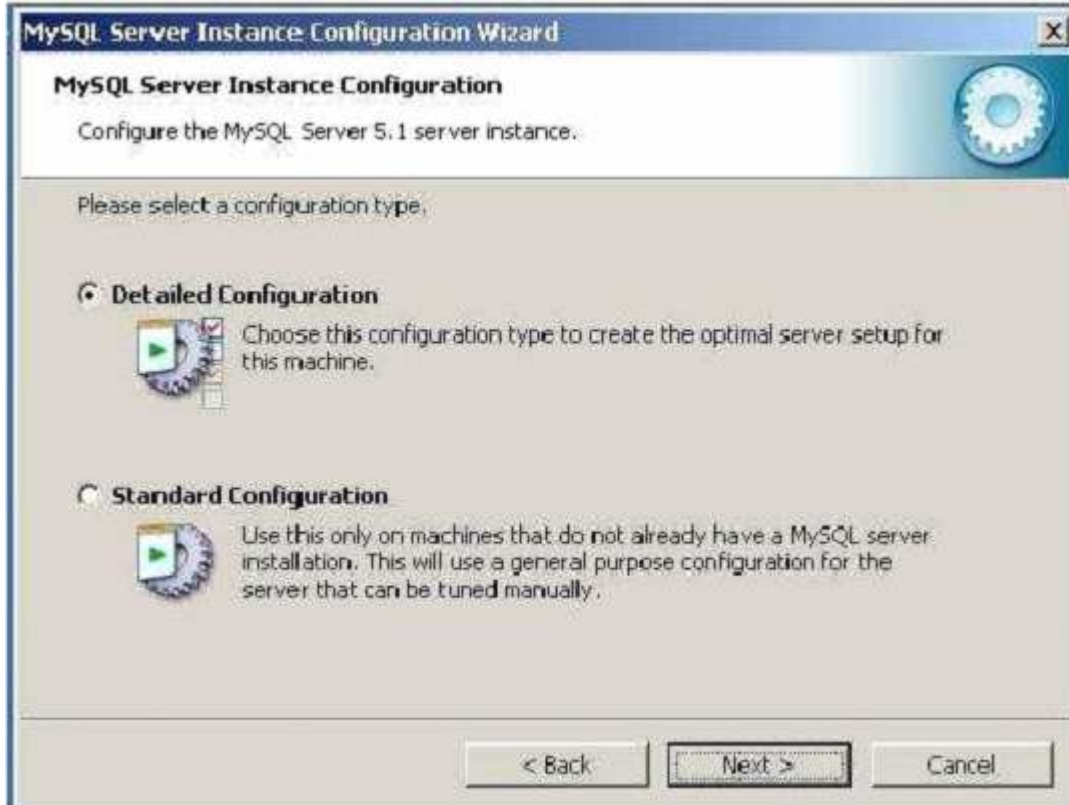 MySQL Server Instance Configuration Wizard
MySQL Server Instance Configuration
Configure the MySQL Server 5.1 server instance.
Please select a configuration type.
Detailed Configuration
Choose this configuration type to create the optimal server setup for
this machine.
Standard Configuration
Use this only on machines that do not already have a MySQL server
installation. This will use a general purpose configuration for the
server that can be tuned manually.
< Back
Next >
Cancel